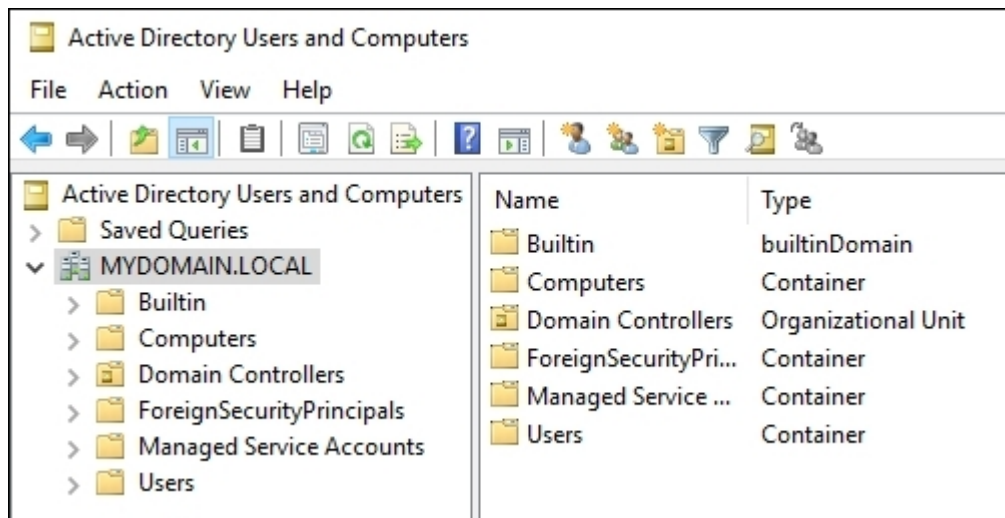 Active Directory Users and Computers
File Action View Help
Active Directory Users and Computers
Saved Queries
MYDOMAIN.LOCAL
Builtin
Computers
Domain Controllers
ForeignSecurityPrincipals
Managed Service Accounts
Users
Name Type
Builtin builtinDomain
Computers Container
Domain Controllers Organizational Unit
ForeignSecurityPri... Container
Managed Service ... Container
Users Container